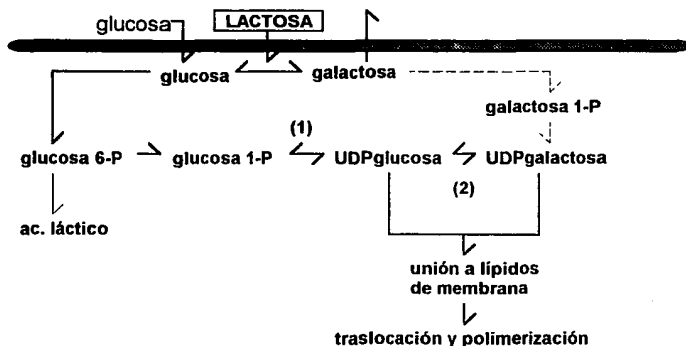 glucosa
LACTOSA
glucosa
galactosa
galactosa 1-P
(1)
glucosa 6-P
glucosa 1-P
UDPglucosa
UDPgalactosa
(2)
ac. láctico
unión a lípidos
de membrana
traslocación y polimerización